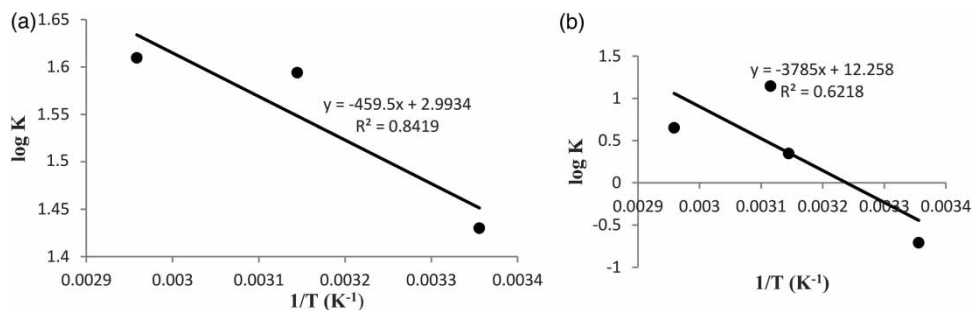 (a)
1.65
1.6
1.55
1.5
1.45
1.4
log K
y = -459.5x + 2.9934
R² = 0.8419
0.0029 0.003 0.0031 0.0032 0.0033 0.0034
1/T (K⁻¹)
(b)
1.5
1
0.5
0
-0.5
-1
log K
y = -3785x + 12.258
R² = 0.6218
0.0029 0.003 0.0031 0.0032 0.0033 0.0034
1/T (K⁻¹)